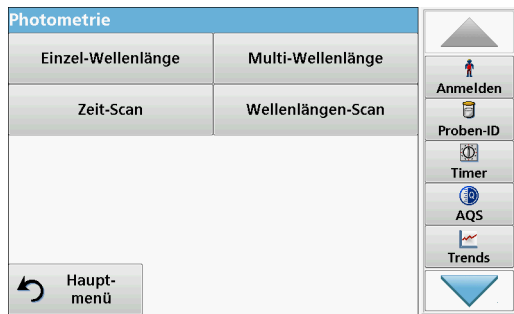 Photometrie
Einzel-Wellenlänge
Multi-Wellenlänge
Zeit-Scan
Wellenlängen-Scan
Haupt-
menü
Anmelden
Proben-ID
Timer
AQS
Trends